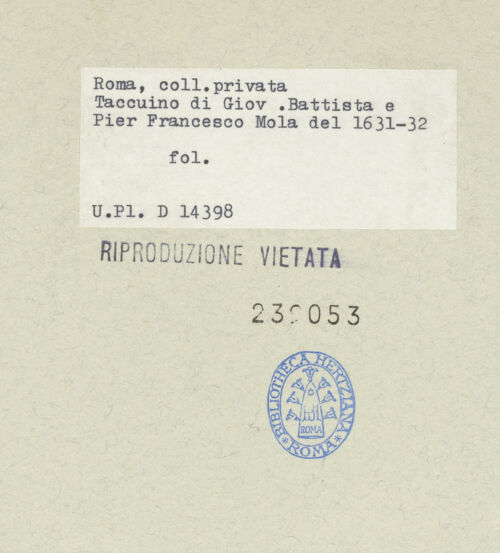 Roma, coll.privata
Taccuino di Giov .Battista e
Pier Francesco Mola del 1631-32
fol.
U.Pl. D 14398
RIPRODUZIONE VIETATA
BIBLIOTHECA HERTZIANA
ROMA
* ROMA *